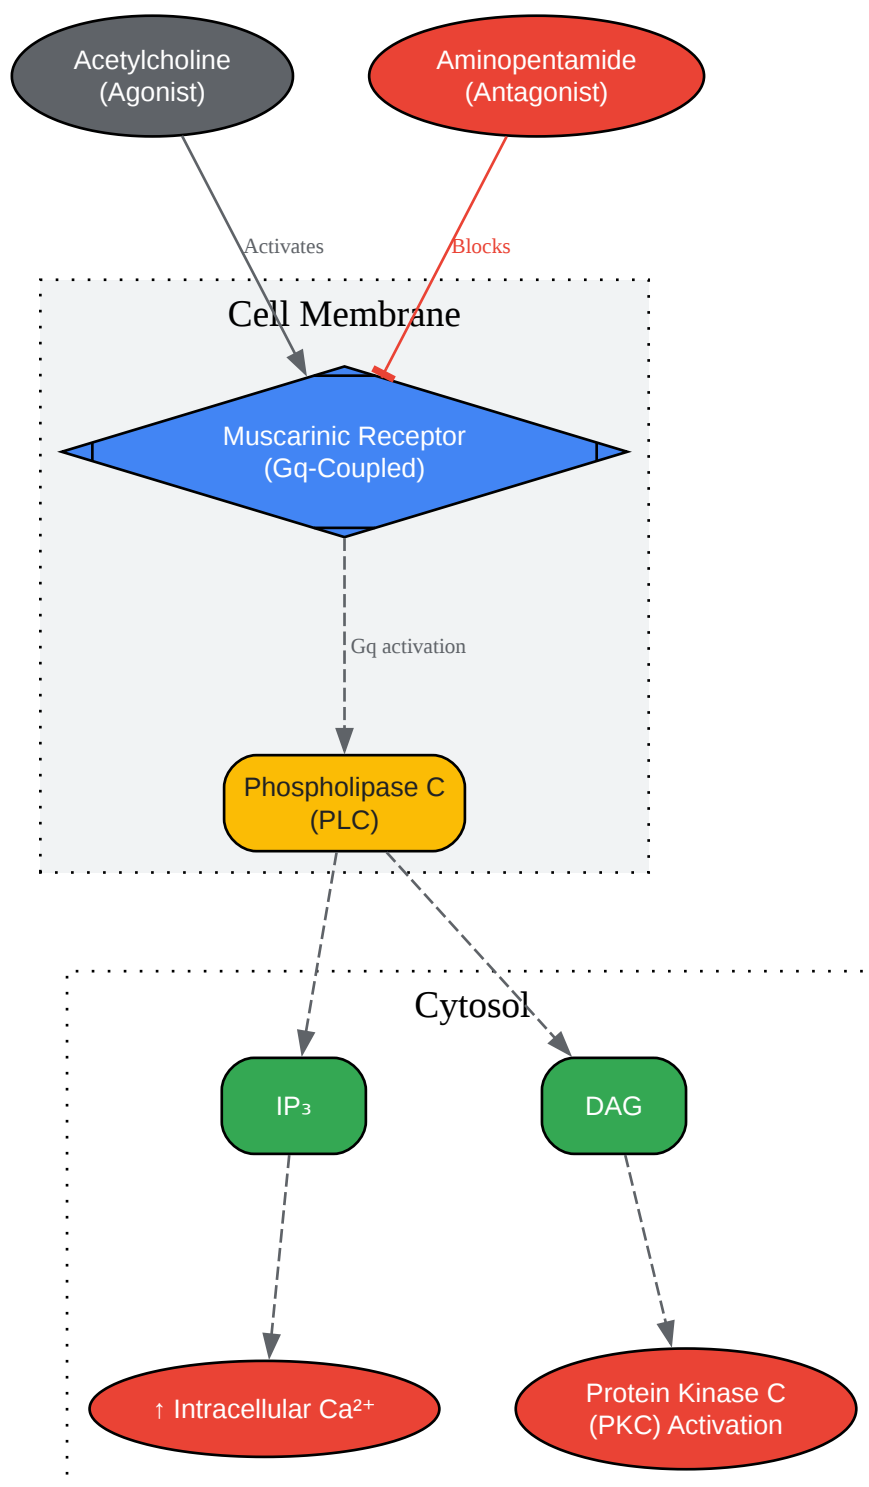 Acetylcholine
(Agonist)
Aminopentamide
(Antagonist)
Activates
Blocks
Cell Membrane
Muscarinic Receptor
(Gq-Coupled)
Gq activation
Phospholipase C
(PLC)
Cytosol
IP₃
DAG
↑ Intracellular Ca²⁺
Protein Kinase C
(PKC) Activation